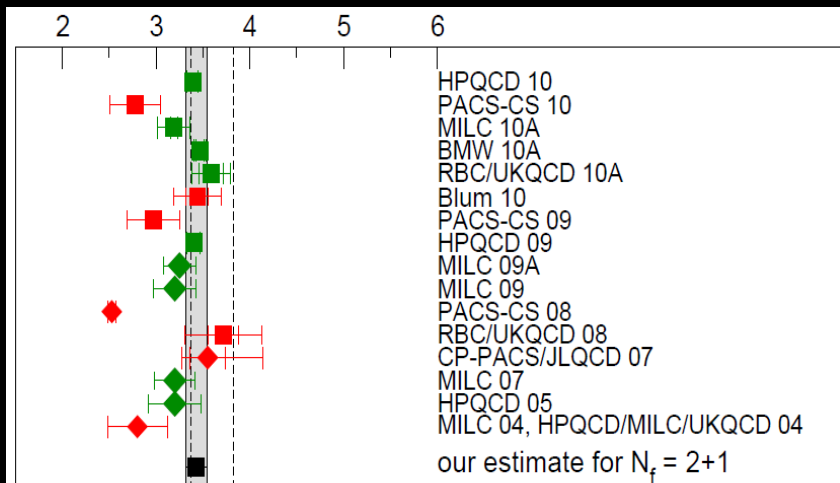 2 3 4 5 6
HPQCD 10
PACS-CS 10
MILC 10A
BMW 10A
RBC/UKQCD 10A
Blum 10
PACS-CS 09
HPQCD 09
MILC 09A
MILC 09
PACS-CS 08
RBC/UKQCD 08
CP-PACS/JLQCD 07
MILC 07
HPQCD 05
MILC 04, HPQCD/MILC/UKQCD 04
our estimate for N_f = 2+1